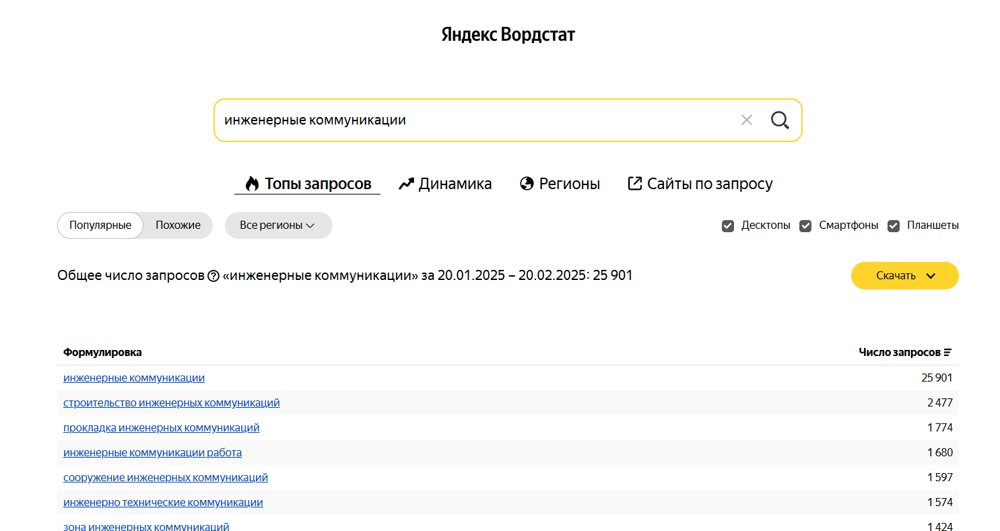 Яндекс Вордстат
инженерные коммуникации
Топы запросов Динамика Регионы Сайты по запросу
Популярные Похожие Все регионы Десктопы Смартфоны Планшеты
Общее число запросов «инженерные коммуникации» за 20.01.2025 – 20.02.2025: 25 901 Скачать
Формулировка Число запросов
инженерные коммуникации 25 901
строительство инженерных коммуникаций 2 477
прокладка инженерных коммуникаций 1 774
инженерные коммуникации работа 1 680
сооружение инженерных коммуникаций 1 597
инженерно технические коммуникации 1 574
зона инженерных коммуникаций 1 424